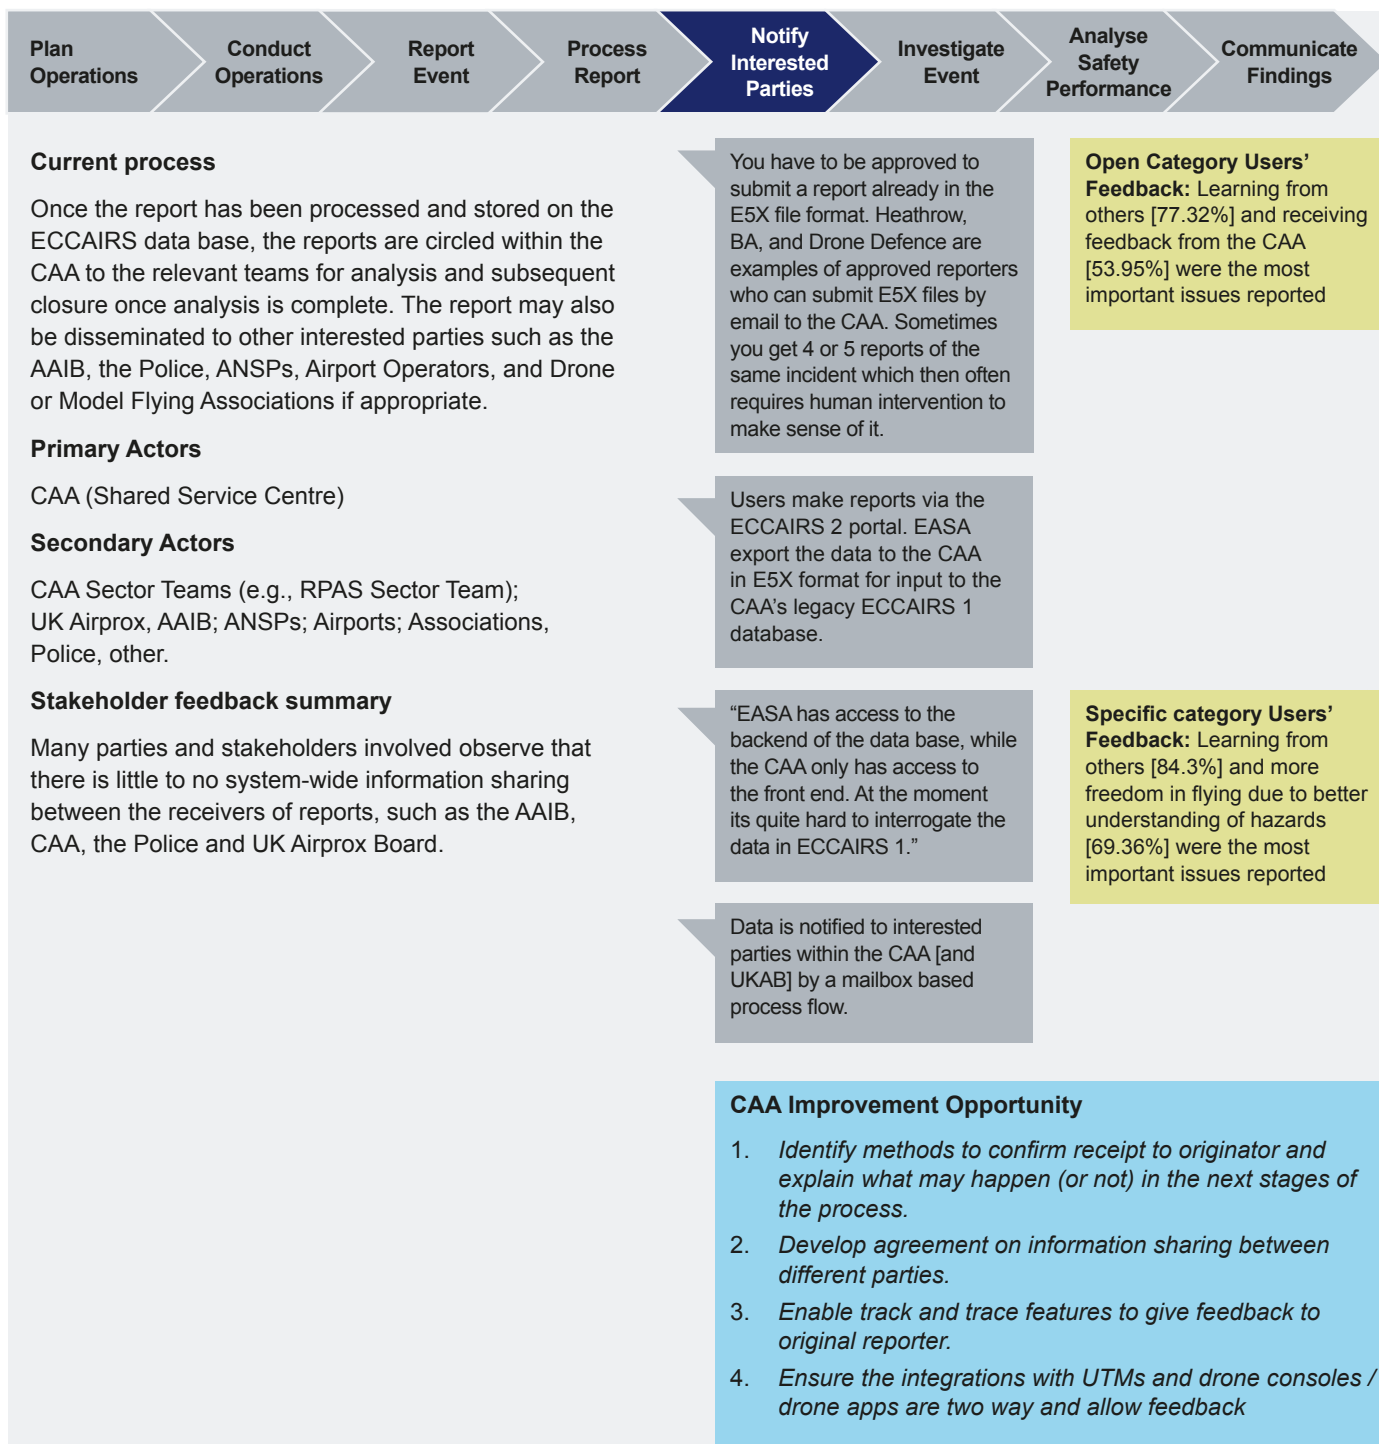 Plan
Operations
Conduct
Operations
Report
Event
Process
Report
Notify
Interested
Parties
Investigate
Event
Analyse
Safety
Performance
Communicate
Findings
Current process
Once the report has been processed and stored on the
ECCAIRS data base, the reports are circled within the
CAA to the relevant teams for analysis and subsequent
closure once analysis is complete. The report may also
be disseminated to other interested parties such as the
AAIB, the Police, ANSPs, Airport Operators, and Drone
or Model Flying Associations if appropriate.
Primary Actors
CAA (Shared Service Centre)
Secondary Actors
CAA Sector Teams (e.g., RPAS Sector Team);
UK Airprox, AAIB; ANSPs; Airports; Associations,
Police, other.
Stakeholder feedback summary
Many parties and stakeholders involved observe that
there is little to no system-wide information sharing
between the receivers of reports, such as the AAIB,
CAA, the Police and UK Airprox Board.
You have to be approved to
submit a report already in the
E5X file format. Heathrow,
BA, and Drone Defence are
examples of approved reporters
who can submit E5X files by
email to the CAA. Sometimes
you get 4 or 5 reports of the
same incident which then often
requires human intervention to
make sense of it.
Users make reports via the
ECCAIRS 2 portal. EASA
export the data to the CAA
in E5X format for input to the
CAA’s legacy ECCAIRS 1
database.
“EASA has access to the
backend of the data base, while
the CAA only has access to
the front end. At the moment
its quite hard to interrogate the
data in ECCAIRS 1.”
Data is notified to interested
parties within the CAA [and
UKAB] by a mailbox based
process flow.
Open Category Users’
Feedback: Learning from
others [77.32%] and receiving
feedback from the CAA
[53.95%] were the most
important issues reported
Specific category Users’
Feedback: Learning from
others [84.3%] and more
freedom in flying due to better
understanding of hazards
[69.36%] were the most
important issues reported
CAA Improvement Opportunity
1. Identify methods to confirm receipt to originator and
explain what may happen (or not) in the next stages of
the process.
2. Develop agreement on information sharing between
different parties.
3. Enable track and trace features to give feedback to
original reporter.
4. Ensure the integrations with UTMs and drone consoles /
drone apps are two way and allow feedback